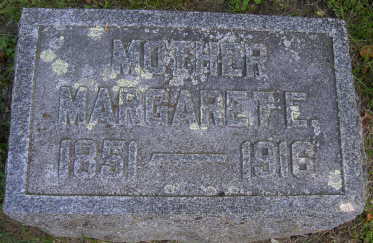 MOTHER
MARGARET E.
1851 — 1916